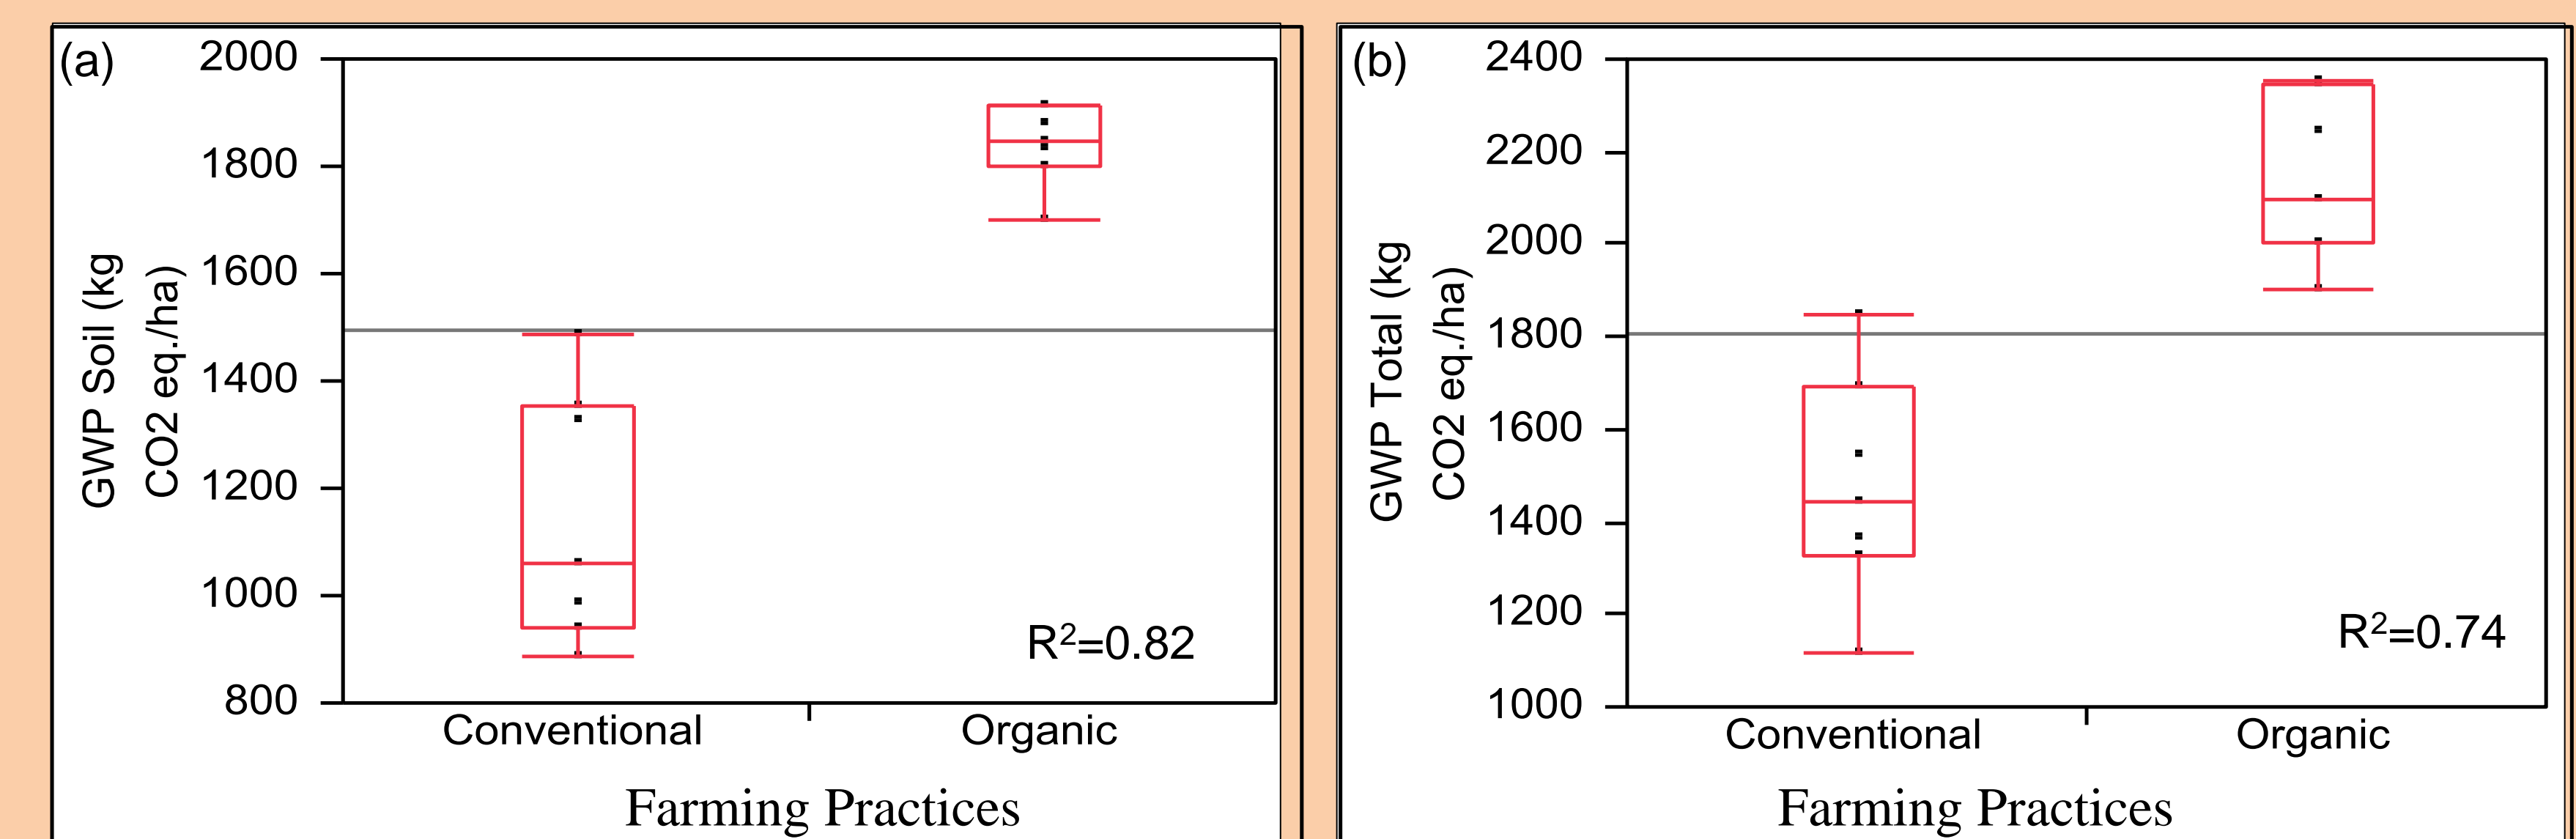 (a)
2000
1800
1600
1400
1200
1000
800
GWP Soil (kg
CO2 eq./ha)
R²=0.82
Conventional
Organic
Farming Practices
(b)
2400
2200
2000
1800
1600
1400
1200
1000
GWP Total (kg
CO2 eq./ha)
R²=0.74
Conventional
Organic
Farming Practices